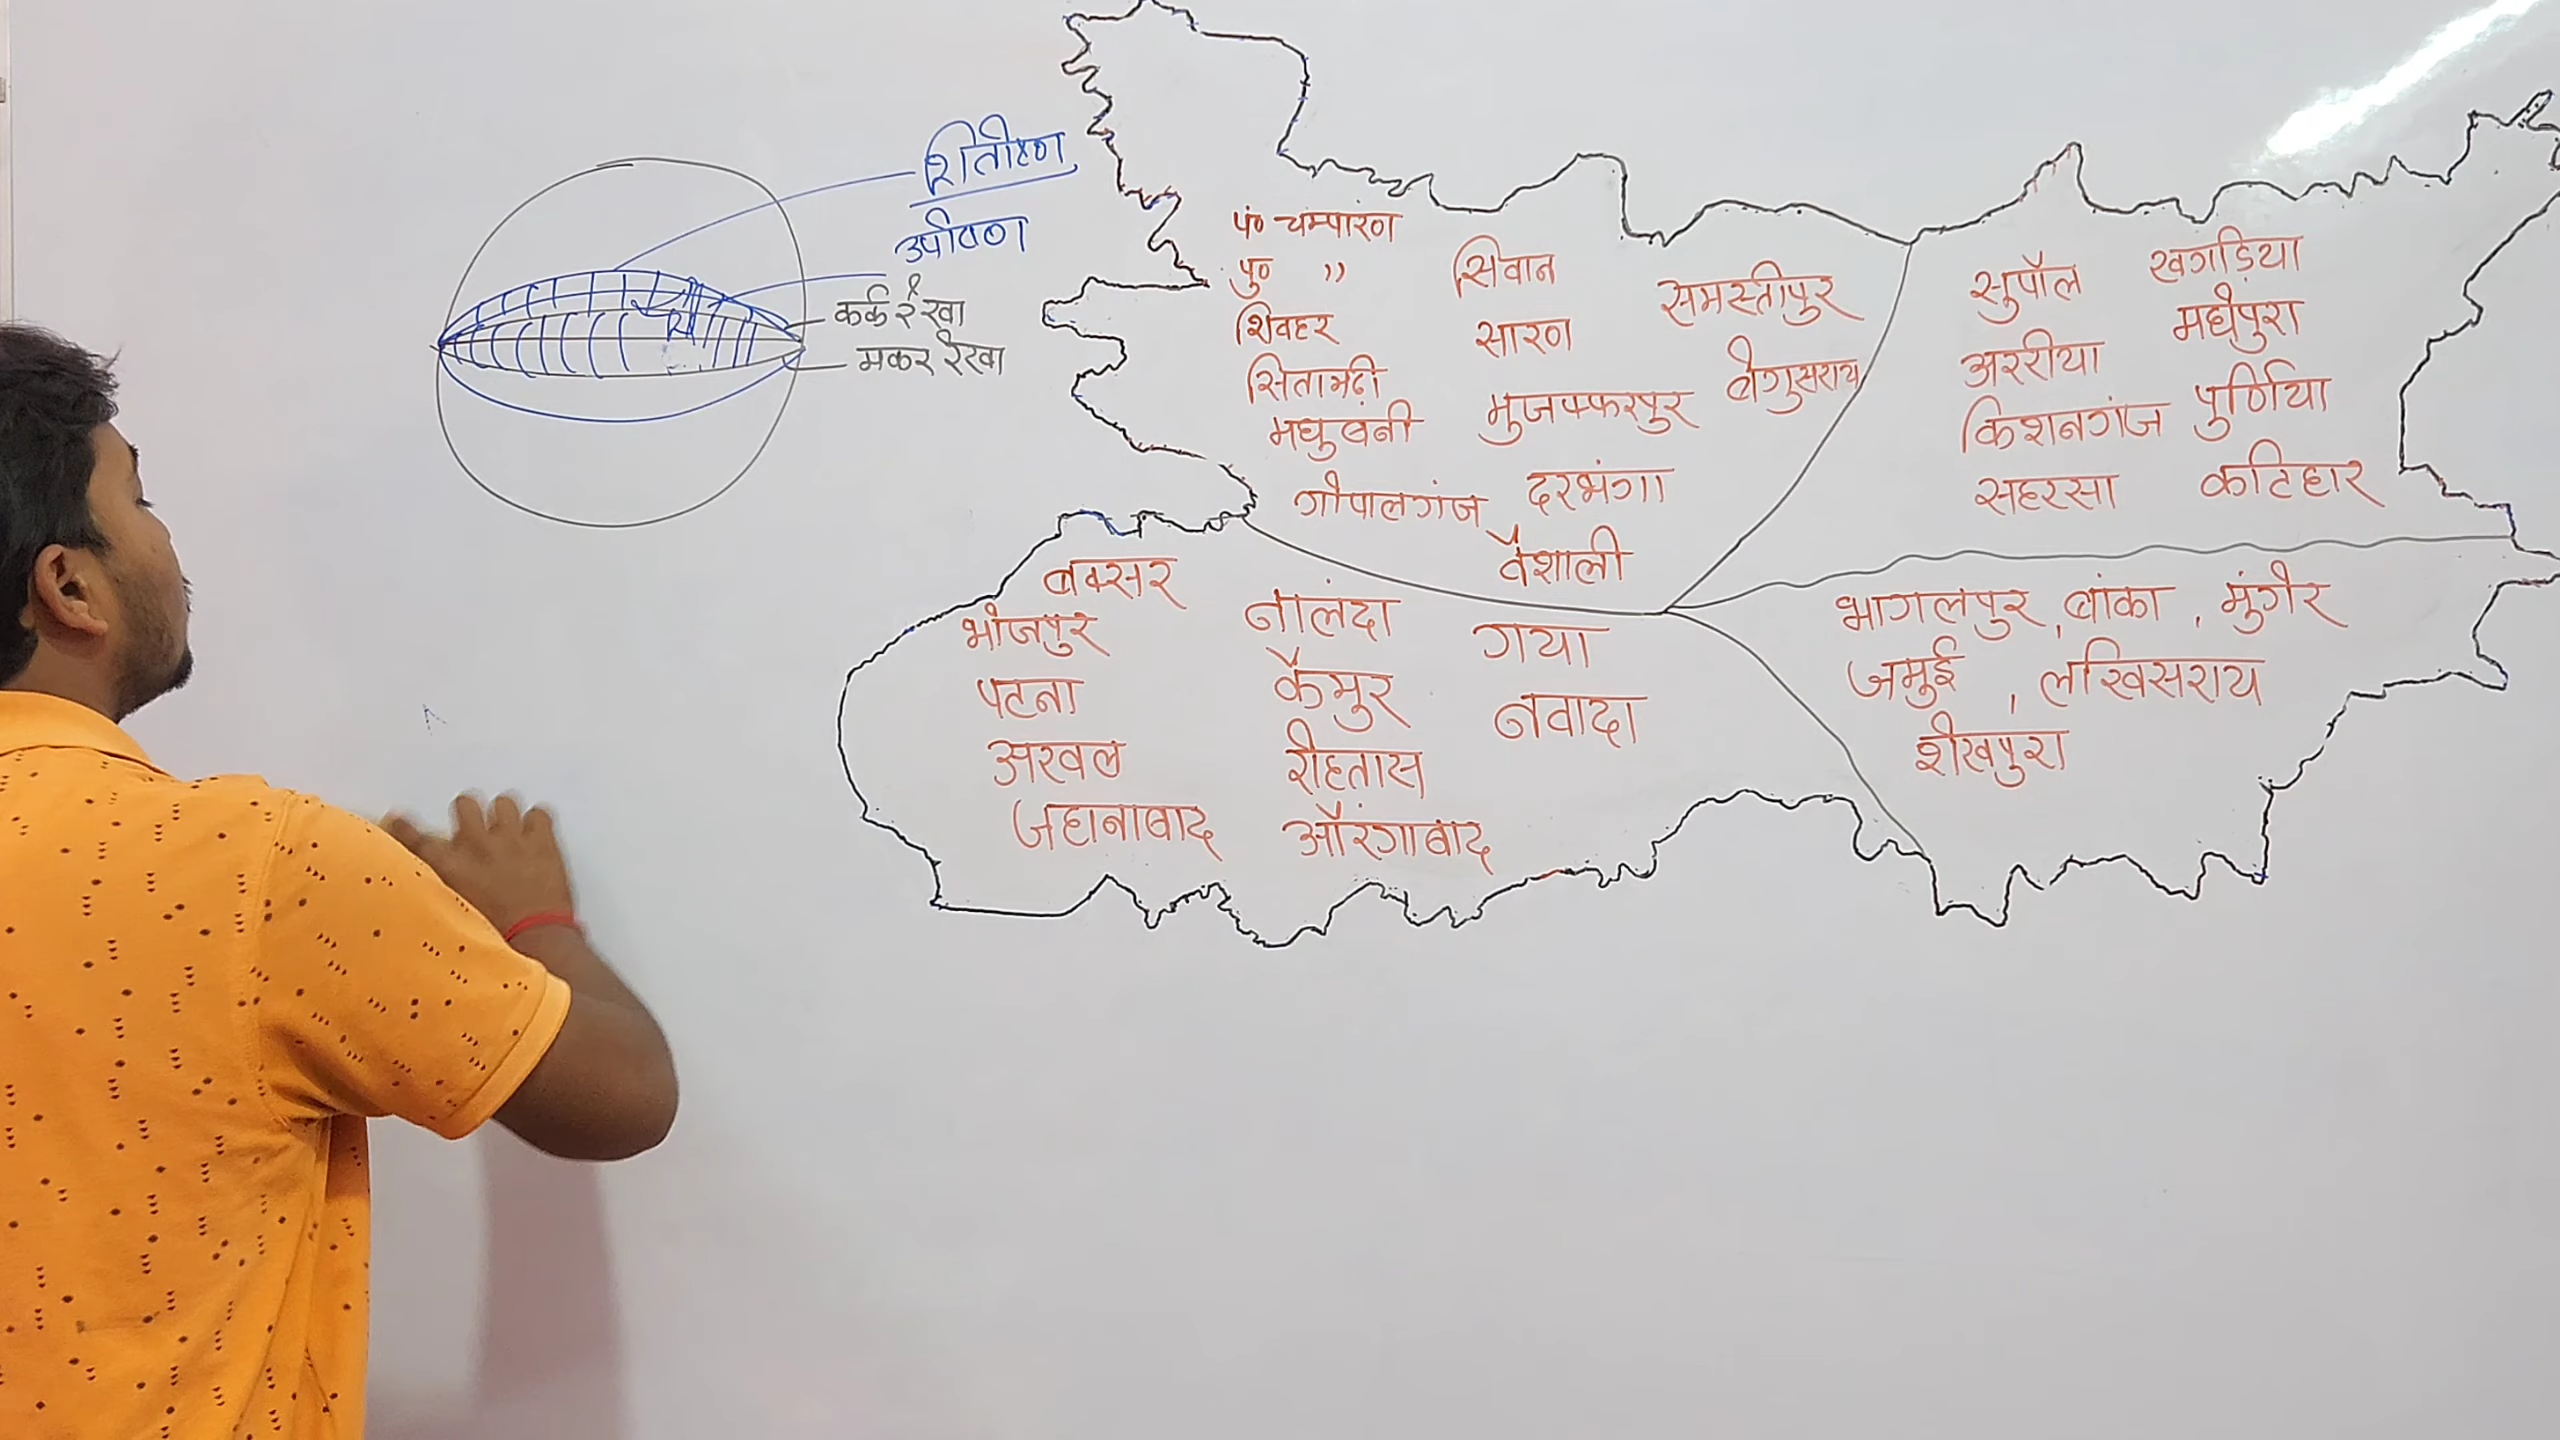 शितोष्ण
उपोष्ण
कर्क रेखा
मकर रेखा
पं० चम्पारण
पु० "
शिवहर
सितामढ़ी
मधुबनी
गोपालगंज
सिवान
सारण
मुजफ्फरपुर
दरभंगा
वैशाली
समस्तीपुर
बेगुसराय
सुपौल
अररीया
किशनगंज
सहरसा
खगड़िया
मधेपुरा
पुर्णिया
कटिहार
बक्सर
भोजपुर
पटना
अरवल
जहानाबाद
नालंदा
कैमुर
रोहतास
औरंगाबाद
गया
नवादा
भागलपुर, बांका, मुंगेर
जमुई, लखिसराय
शेखपुरा